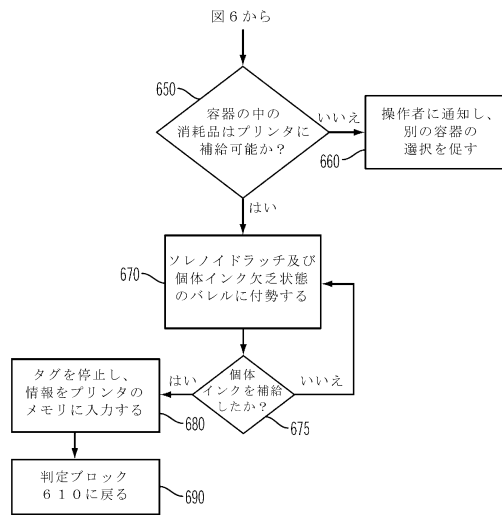 図６から
650
容器の中の
消耗品はプリンタに
補給可能か？
いいえ
操作者に通知し、
別の容器の
選択を促す
660
はい
670
ソレノイドラッチ及び
個体インク欠乏状態
のバレルに付勢する
個体
インクを補給
したか？
675
はい
いいえ
タグを停止し、
情報をプリンタの
メモリに入力する
680
判定ブロック
６１０に戻る
690